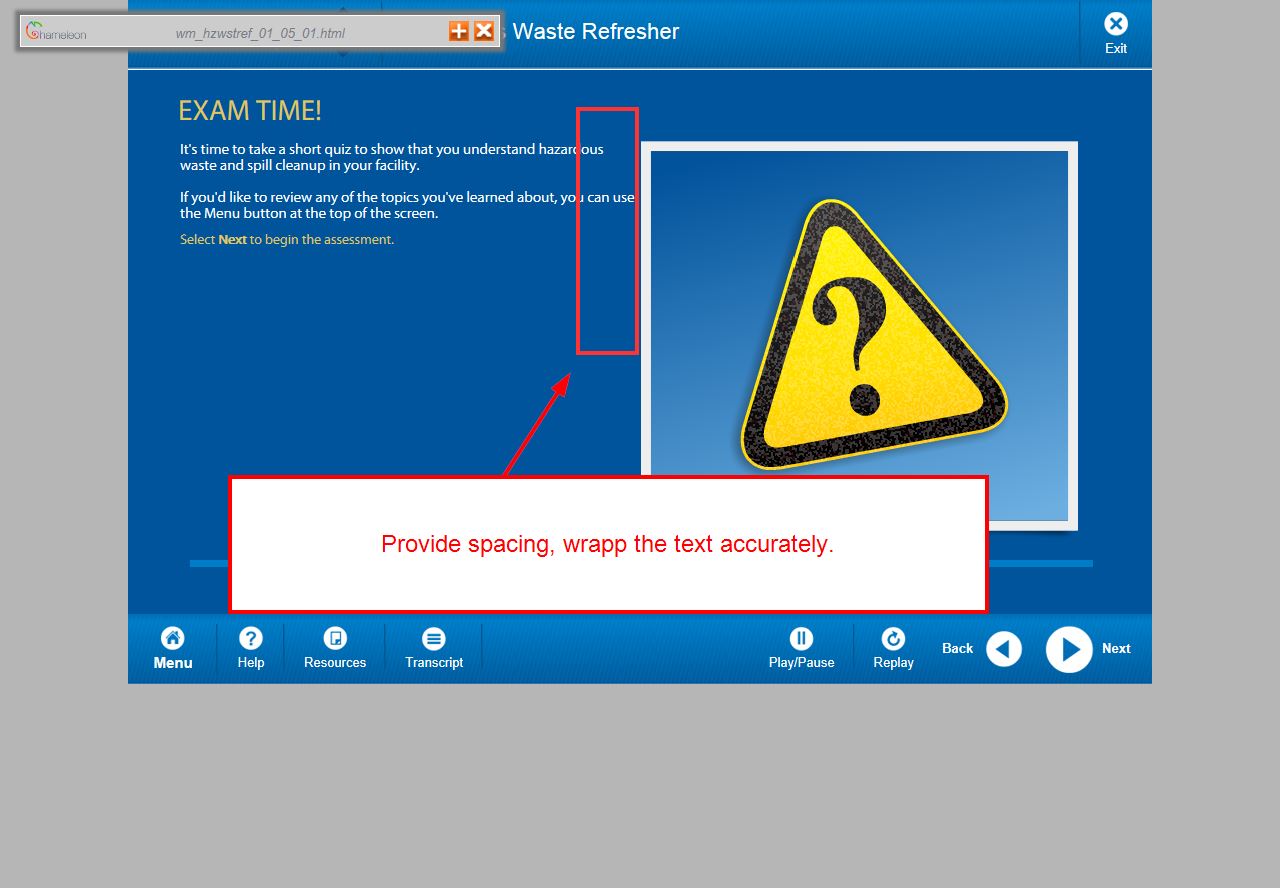 hameleon
wm_hzwstref_01_05_01.html
Waste Refresher
Exit
EXAM TIME!
It's time to take a short quiz to show that you understand hazardous
waste and spill cleanup in your facility.
If you'd like to review any of the topics you've learned about, you can use
the Menu button at the top of the screen.
Select Next to begin the assessment.
?
Provide spacing, wrapp the text accurately.
Menu
? Help
Resources
Transcript
Play/Pause
Replay
Back
Next